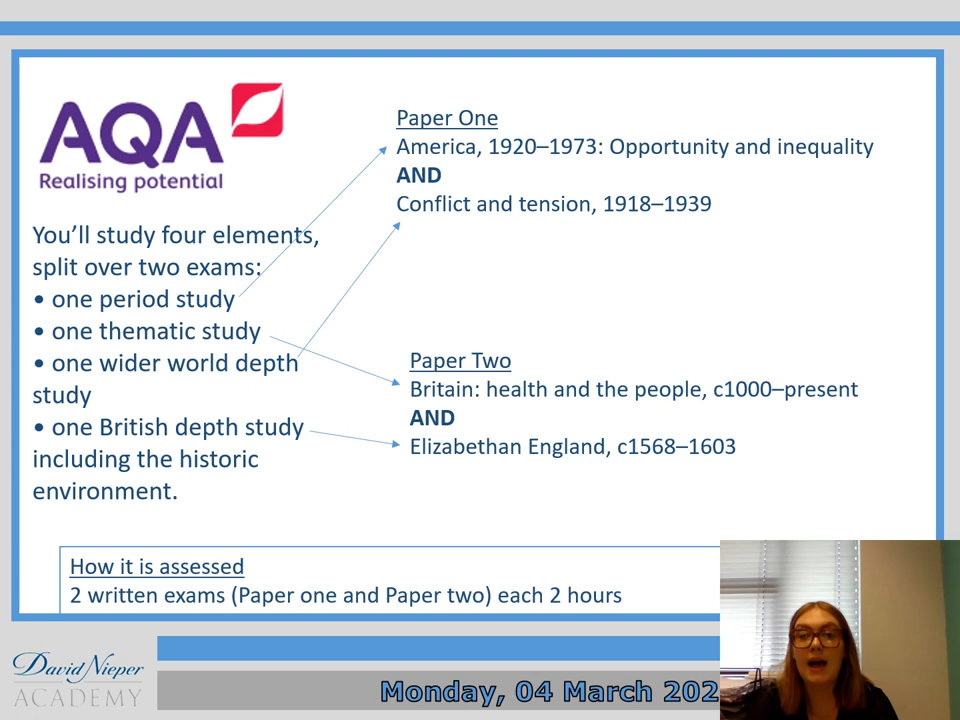 AQA
Realising potential
You'll study four elements,
split over two exams:
• one period study
• one thematic study
• one wider world depth
study
• one British depth study
including the historic
environment.
Paper One
America, 1920–1973: Opportunity and inequality
AND
Conflict and tension, 1918–1939
Paper Two
Britain: health and the people, c1000–present
AND
Elizabethan England, c1568–1603
How it is assessed
2 written exams (Paper one and Paper two) each 2 hours
David Nieper
ACADEMY
Monday, 04 March 202